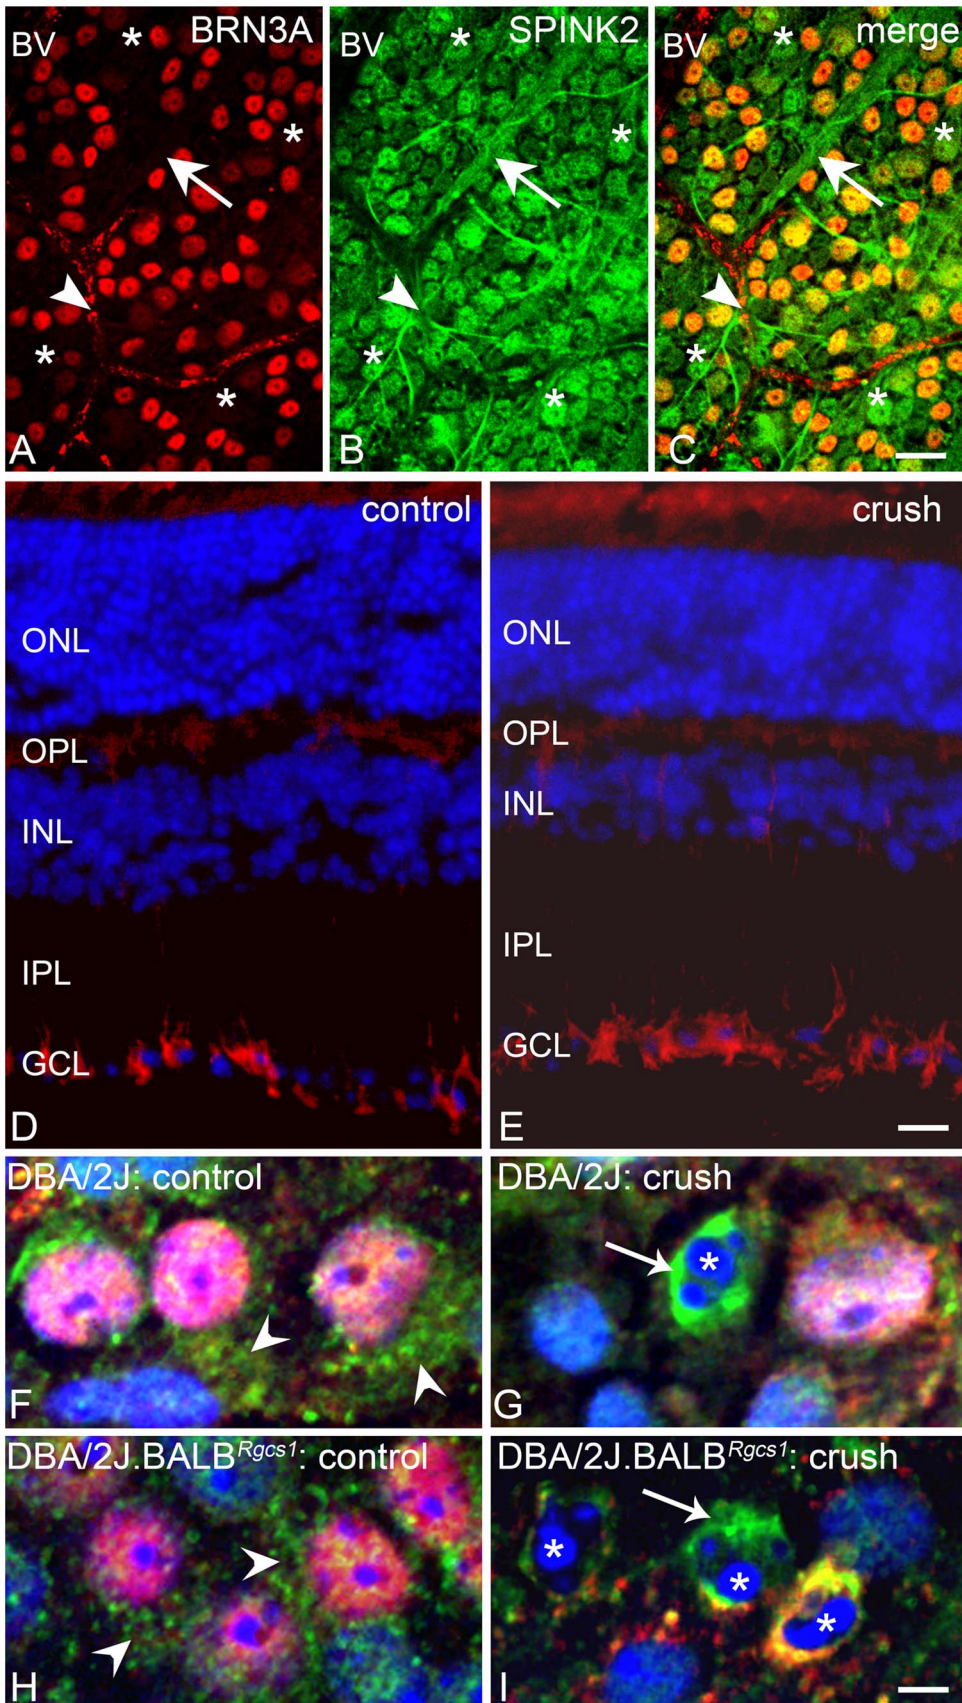 BV BRN3A * *
* * A
BV SPINK2 * *
* * B
BV merge * *
* * C
control
ONL
OPL
INL
IPL
GCL
D
crush
ONL
OPL
INL
IPL
GCL
E
DBA/2J: control
F
DBA/2J: crush
*
G
DBA/2J.BALBRgcs1: control
H
DBA/2J.BALBRgcs1: crush
* * *
I